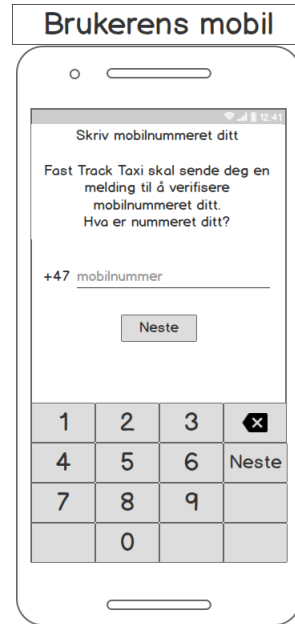 Brukerens mobil
12.41
Skriv mobilnummeret ditt
Fast Track Taxi skal sende deg en
melding til å verifisere
mobilnummeret ditt.
Hva er nummeret ditt?
+47 mobilnummer
Neste
1 2 3
4 5 6 Neste
7 8 9
0